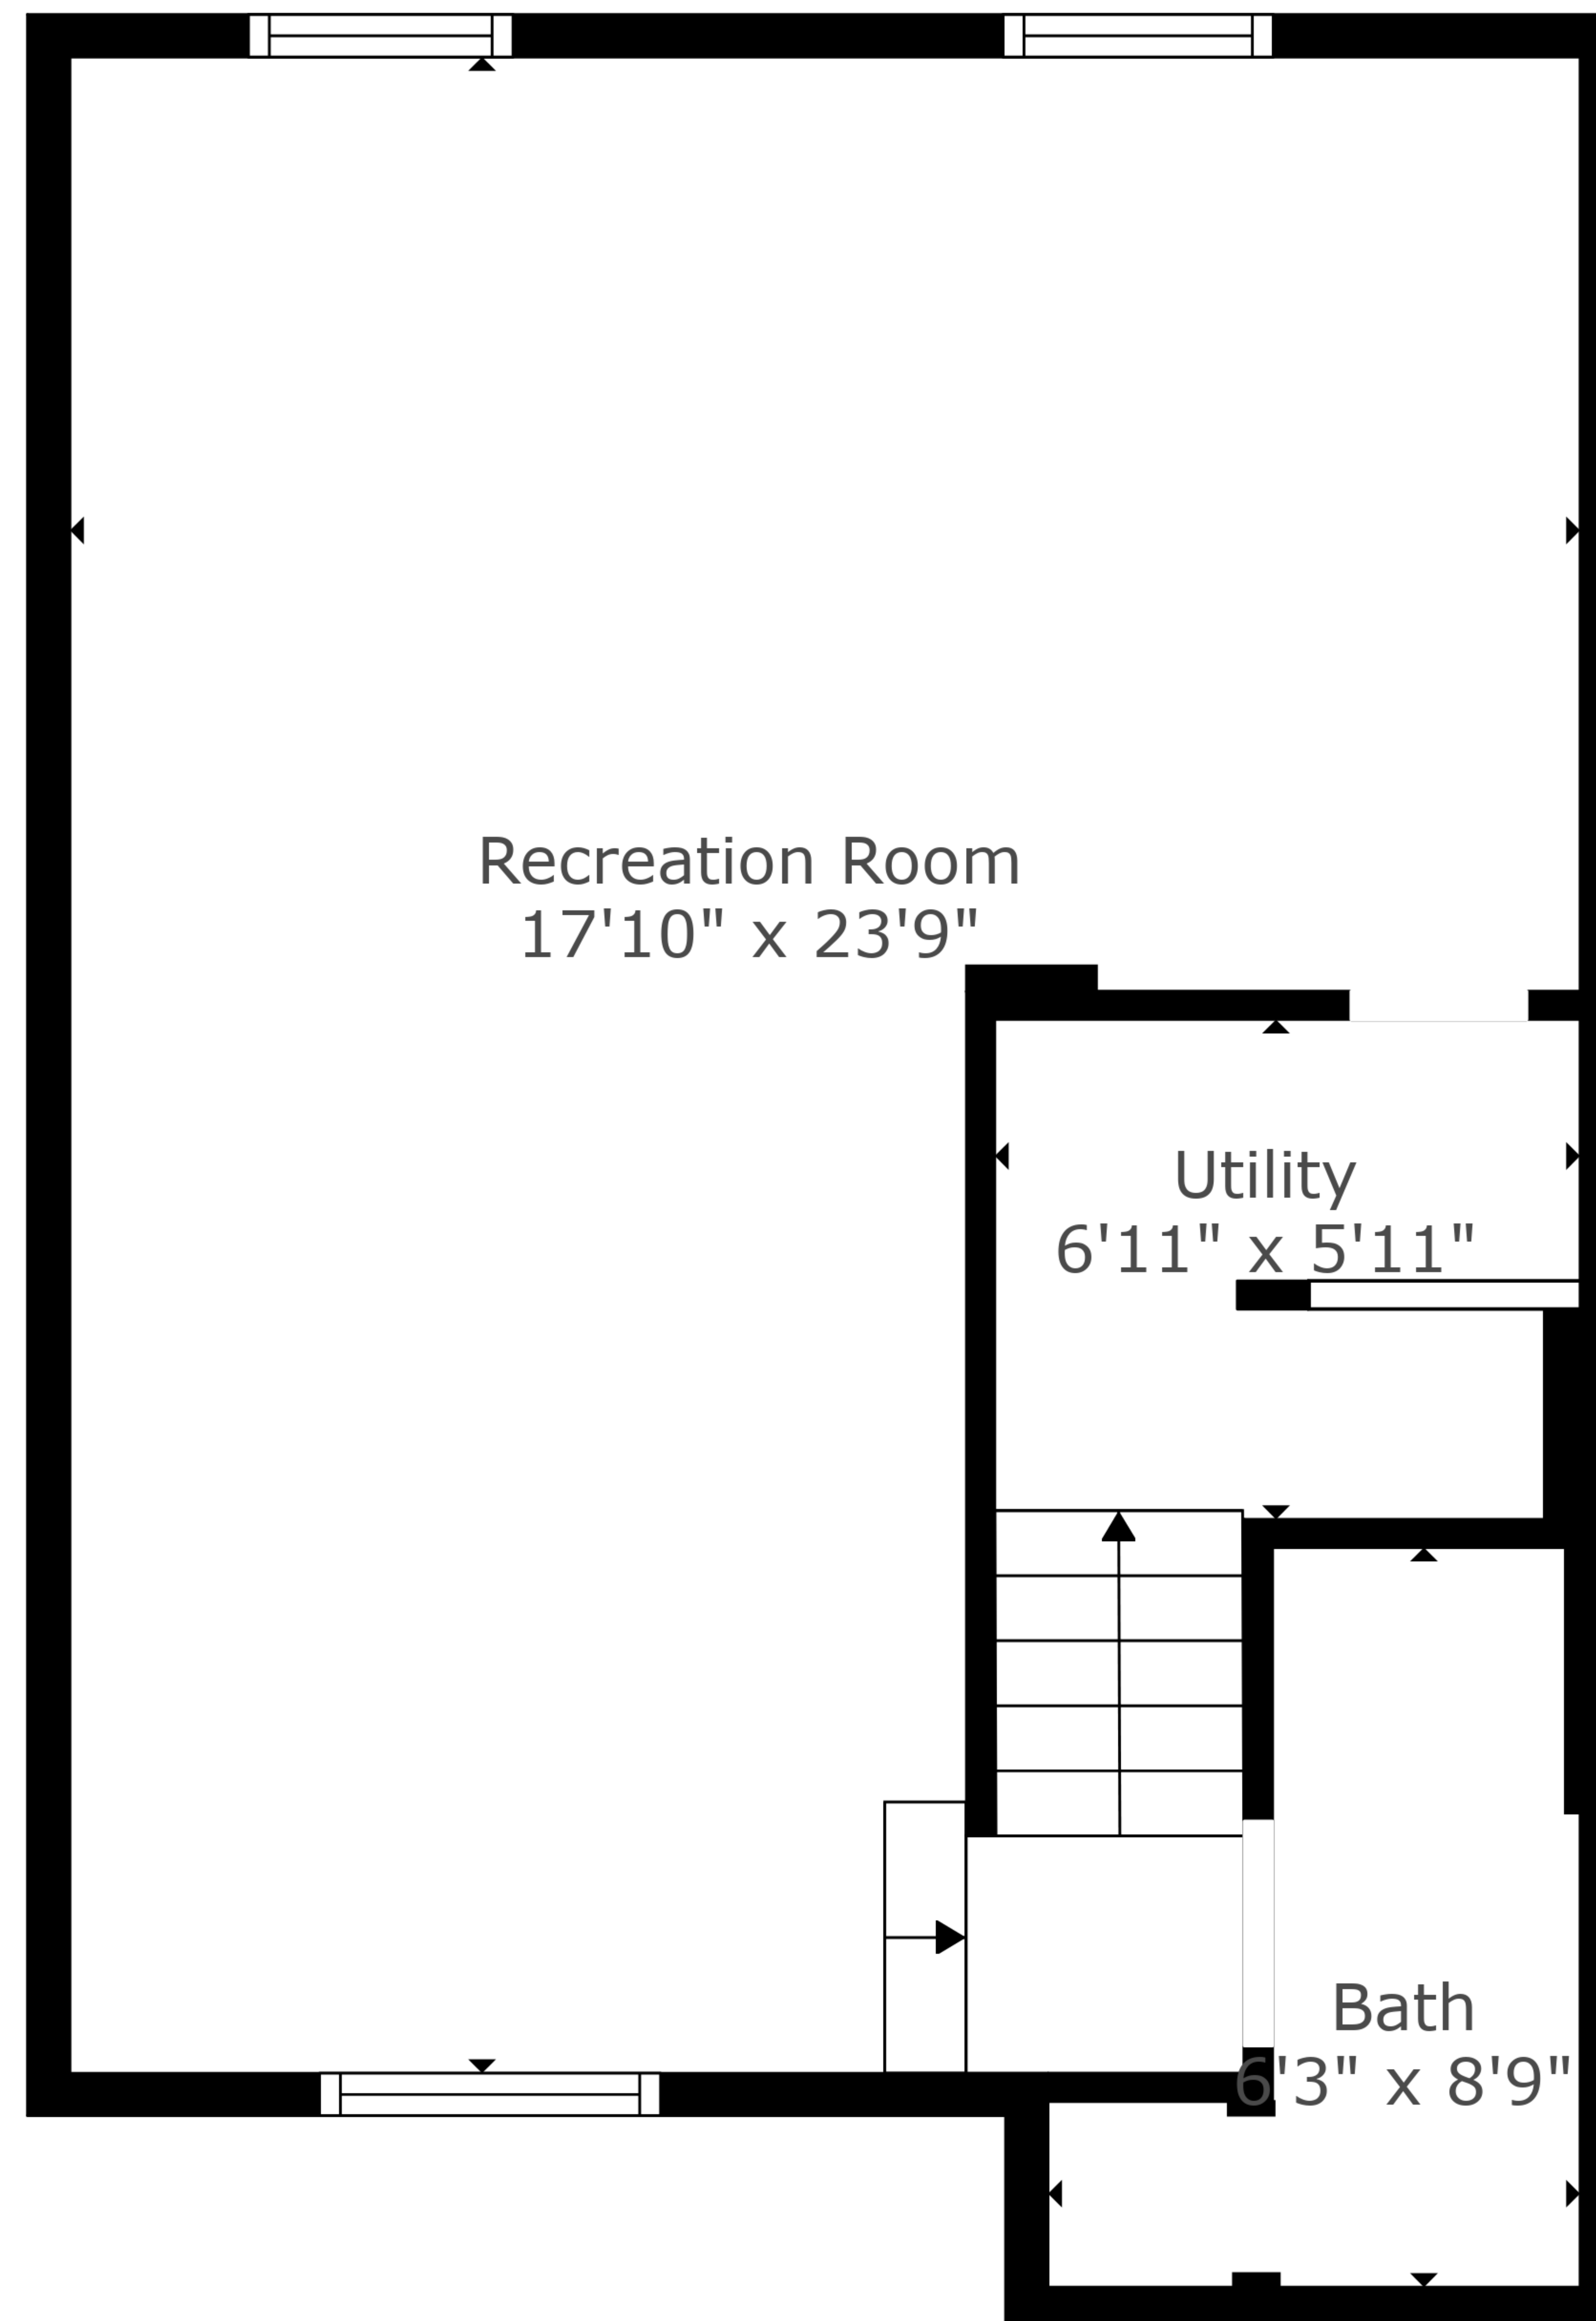 Recreation Room
17'10" x 23'9"
Utility
6'11" x 5'11"
Bath
6'3" x 8'9"